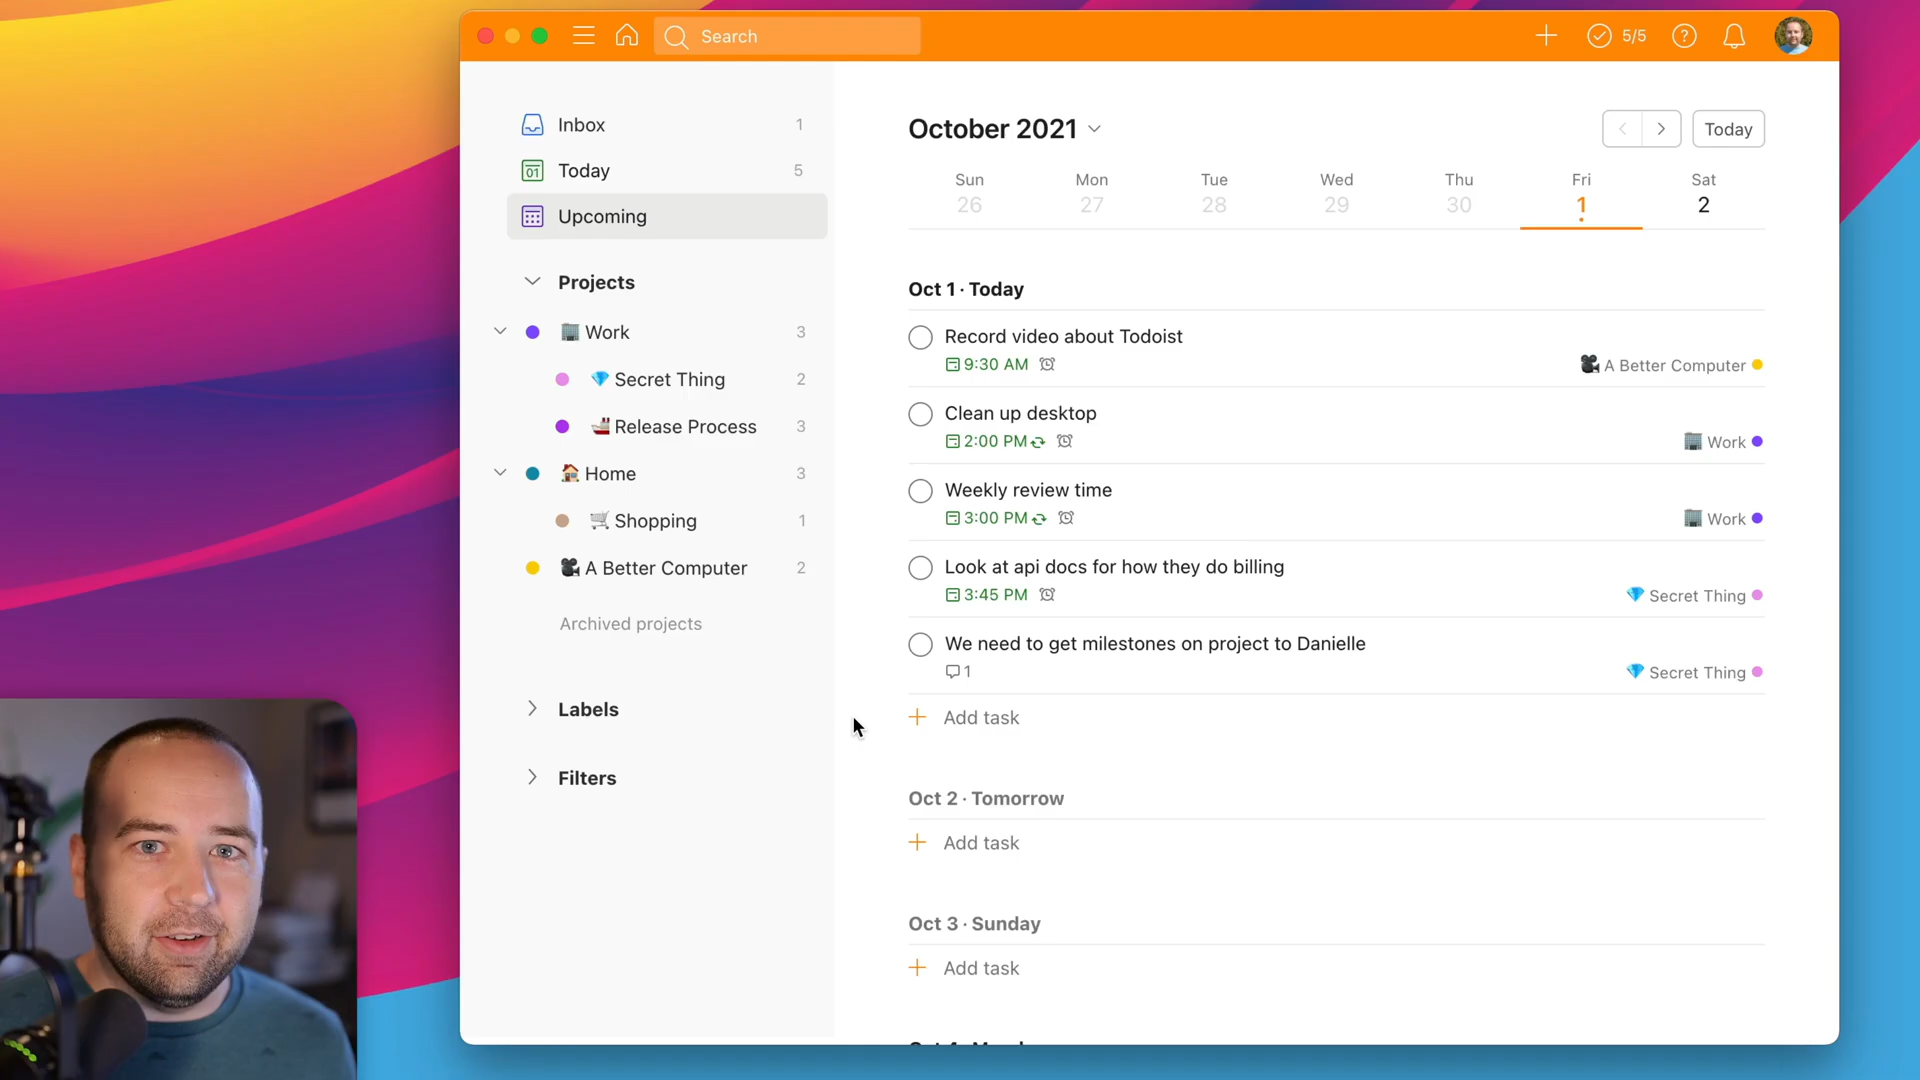 Search
5/5
Inbox 1
01 Today 5
Upcoming
Projects
Work 3
Secret Thing 2
Release Process 3
Home 3
Shopping 1
A Better Computer 2
Archived projects
Labels
Filters
October 2021
Today
Sun Mon Tue Wed Thu Fri Sat
26 27 28 29 30 1 2
Oct 1 · Today
Record video about Todoist
9:30 AM
A Better Computer
Clean up desktop
2:00 PM
Work
Weekly review time
3:00 PM
Work
Look at api docs for how they do billing
3:45 PM
Secret Thing
We need to get milestones on project to Danielle
1
Secret Thing
Add task
Oct 2 · Tomorrow
Add task
Oct 3 · Sunday
Add task